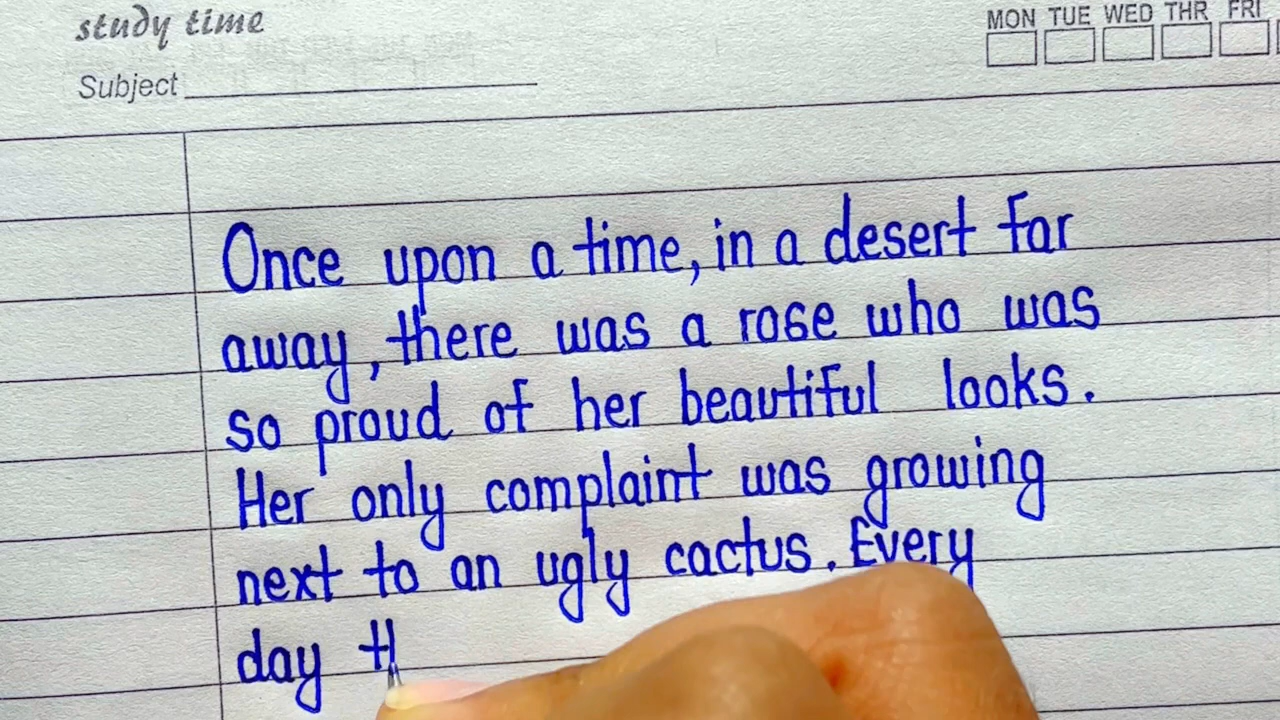 study time
MON TUE WED THR FRI
Subject
Once upon a time, in a desert far
away, there was a rose who was
so proud of her beautiful looks.
Her only complaint was growing
next to an ugly cactus. Every
day th